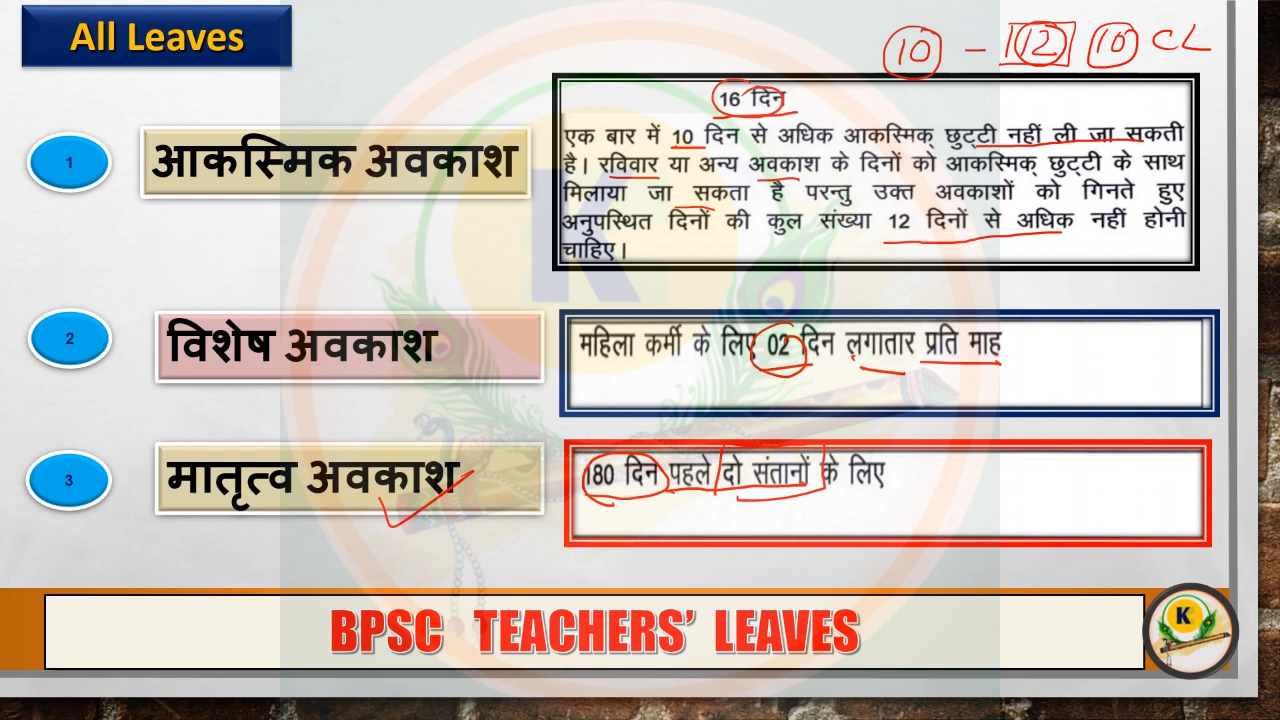 All Leaves
10 - 12 10 CL
1
आकस्मिक अवकाश
16 दिन
एक बार में 10 दिन से अधिक आकस्मिक् छुट्टी नहीं ली जा सकती
है। रविवार या अन्य अवकाश के दिनों को आकस्मिक् छुट्टी के साथ
मिलाया जा सकता है परन्तु उक्त अवकाशों को गिनते हुए
अनुपस्थित दिनों की कुल संख्या 12 दिनों से अधिक नहीं होनी
चाहिए।
2
विशेष अवकाश
महिला कर्मी के लिए 02 दिन लगातार प्रति माह
3
मातृत्व अवकाश
180 दिन पहले दो संतानों के लिए
BPSC TEACHERS’ LEAVES
K